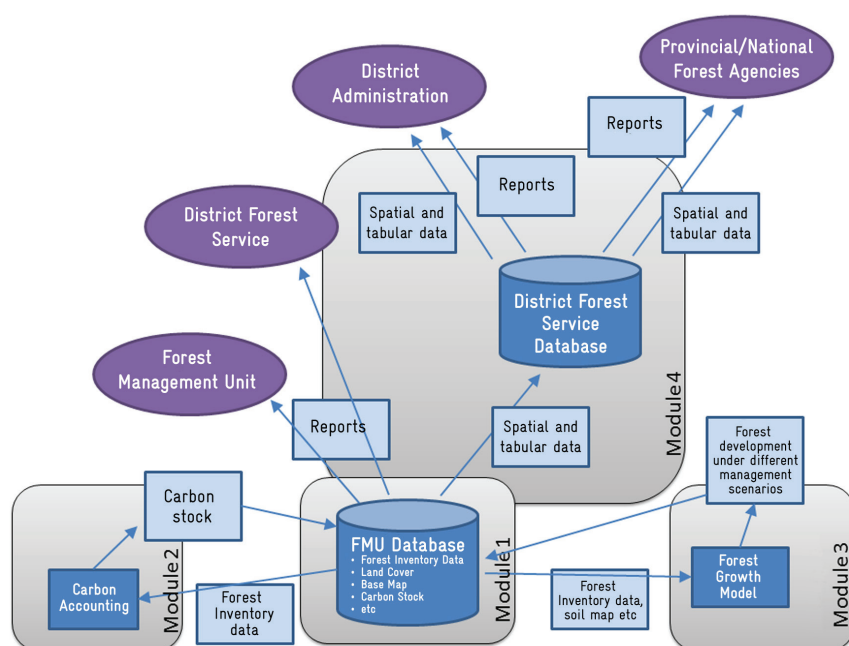 Provincial/National
Forest Agencies
District
Administration
Reports
Reports
District Forest
Service
Spatial and
tabular data
Spatial and
tabular data
District Forest
Service
Database
Forest
Management Unit
Module4
Reports
Spatial and
tabular data
Forest
development
under different
management
scenarios
Carbon
stock
Module2
Carbon
Accounting
Forest
Inventory
data
FMU Database
• Forest Inventory Data
• Land Cover
• Base Map
• Carbon Stock
• etc
Module1
Forest
Inventory data,
soil map etc
Forest
Growth
Model
Module3